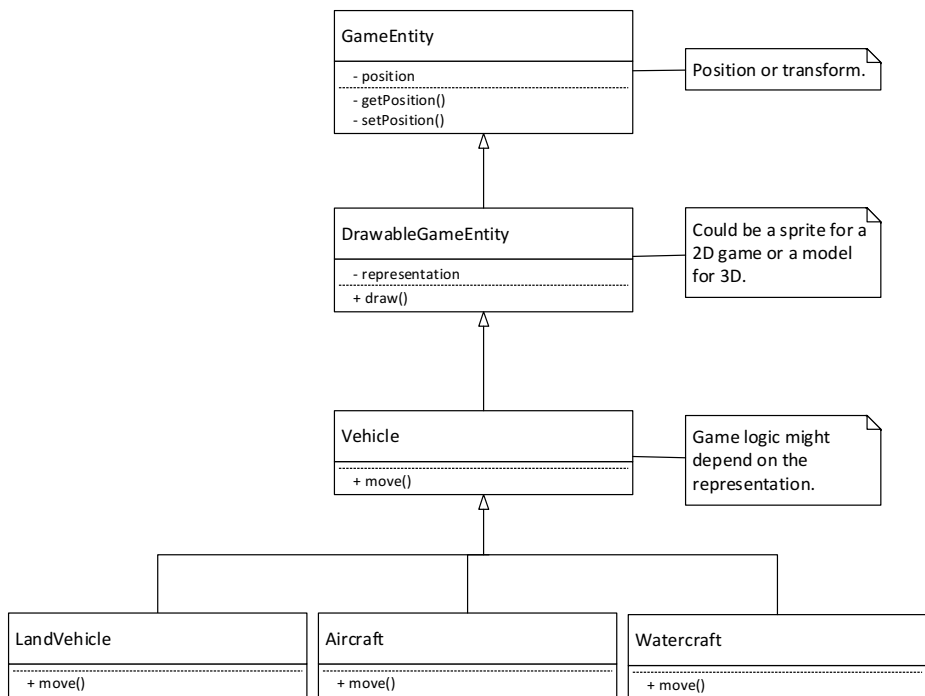 GameEntity
- position
- getPosition()
- setPosition()
Position or transform.
DrawableGameEntity
- representation
+ draw()
Could be a sprite for a
2D game or a model
for 3D.
Vehicle
+ move()
Game logic might
depend on the
representation.
LandVehicle
+ move()
Aircraft
+ move()
Watercraft
+ move()